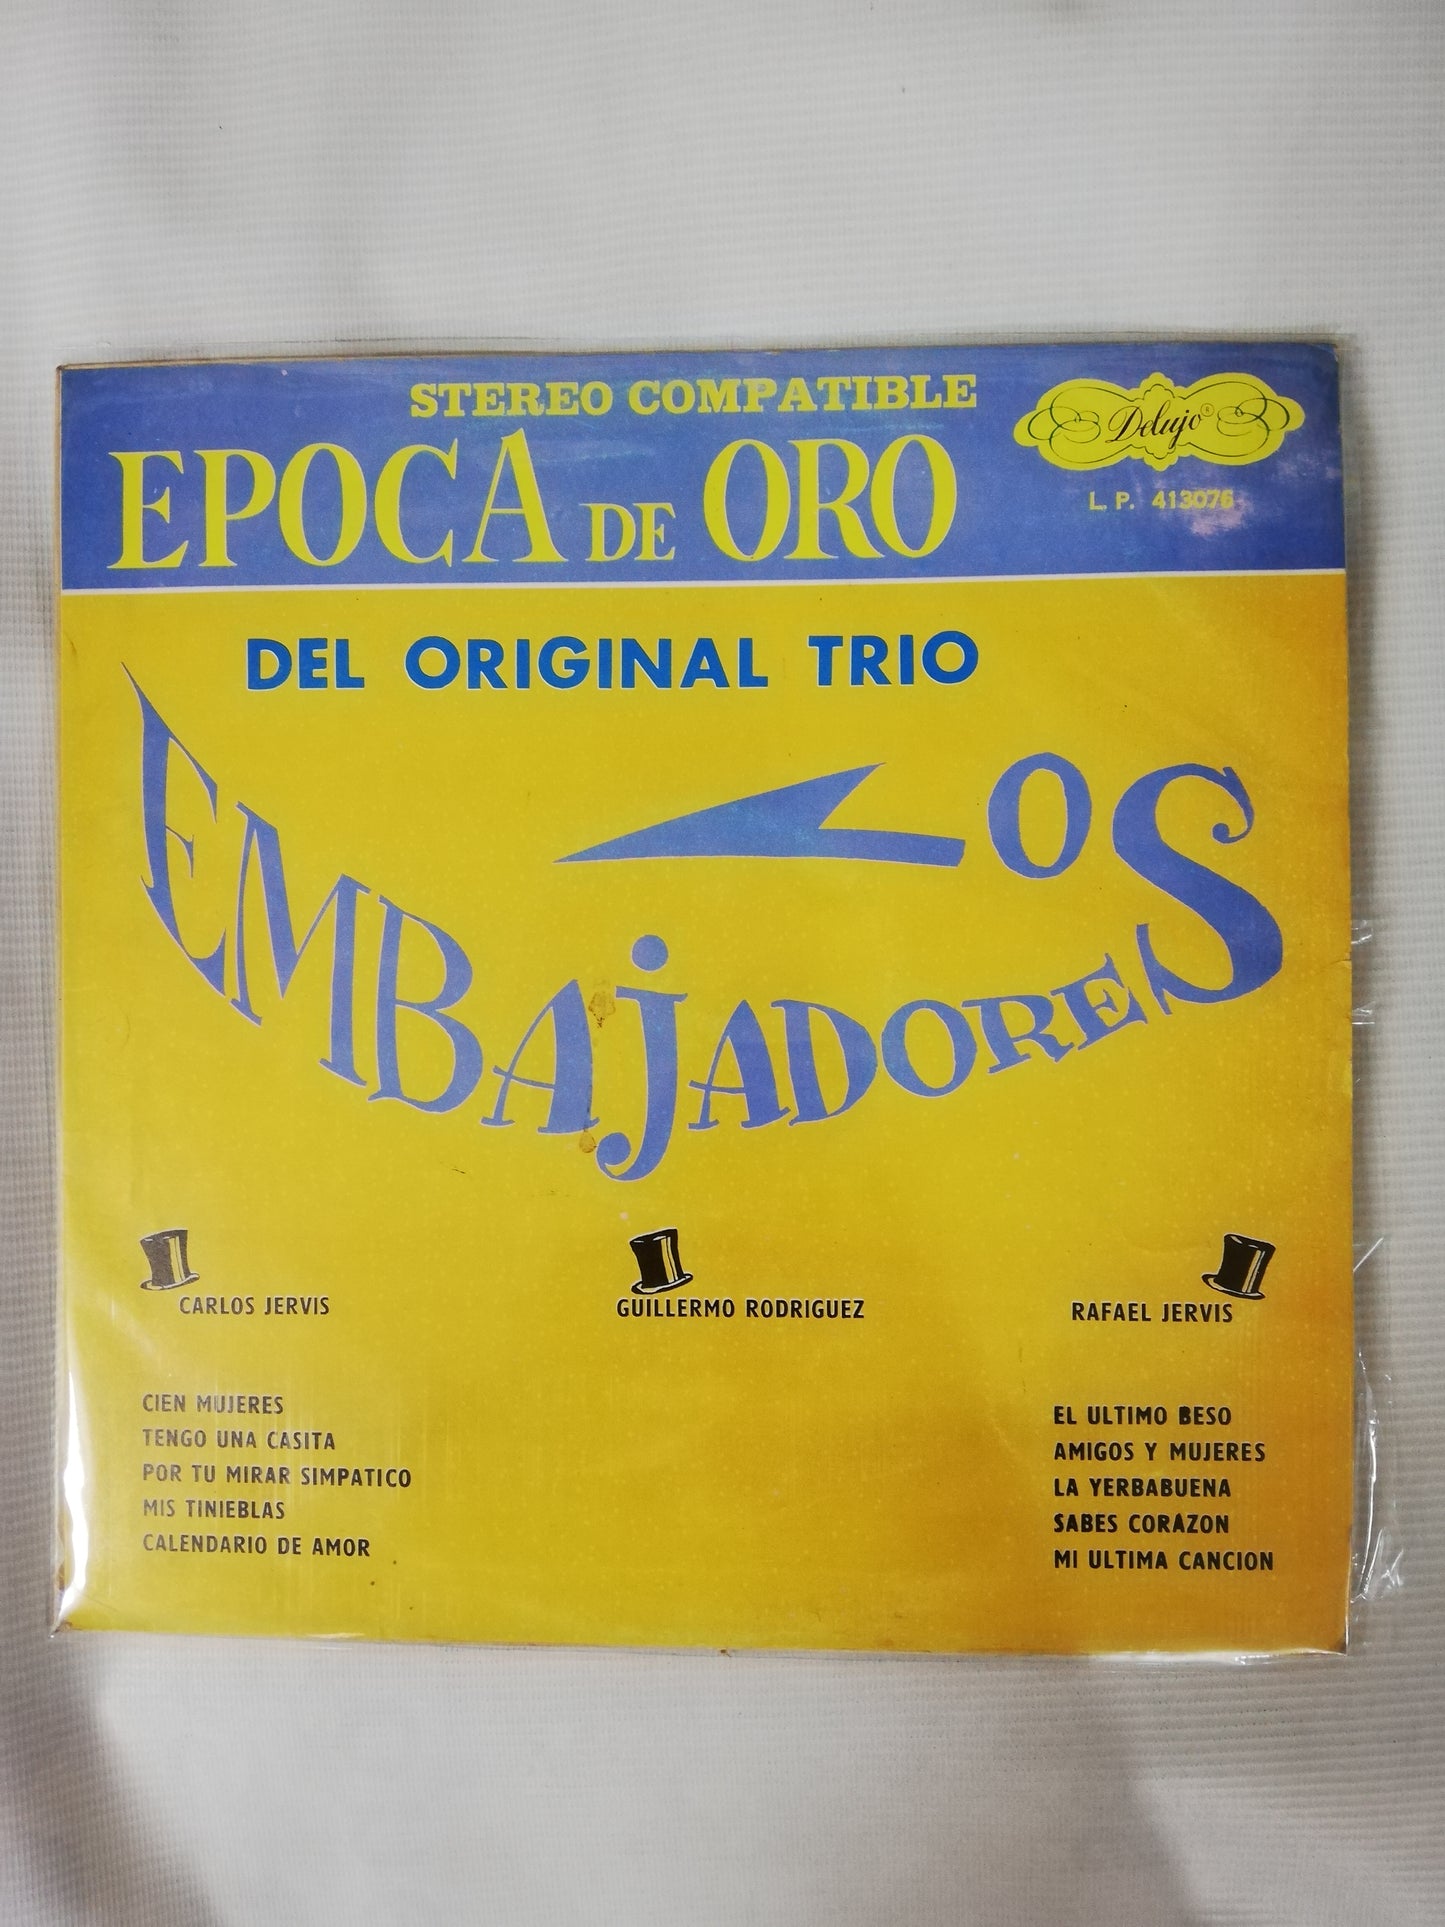 STEREO COMPATIBLE
EPOCA DE ORO
Delujo ®
L. P. 413076
DEL ORIGINAL TRIO
LOS
EMBAJADORES
CARLOS JERVIS
GUILLERMO RODRIGUEZ
RAFAEL JERVIS
CIEN MUJERES
TENGO UNA CASITA
POR TU MIRAR SIMPATICO
MIS TINIEBLAS
CALENDARIO DE AMOR
EL ULTIMO BESO
AMIGOS Y MUJERES
LA YERBABUENA
SABES CORAZON
MI ULTIMA CANCION